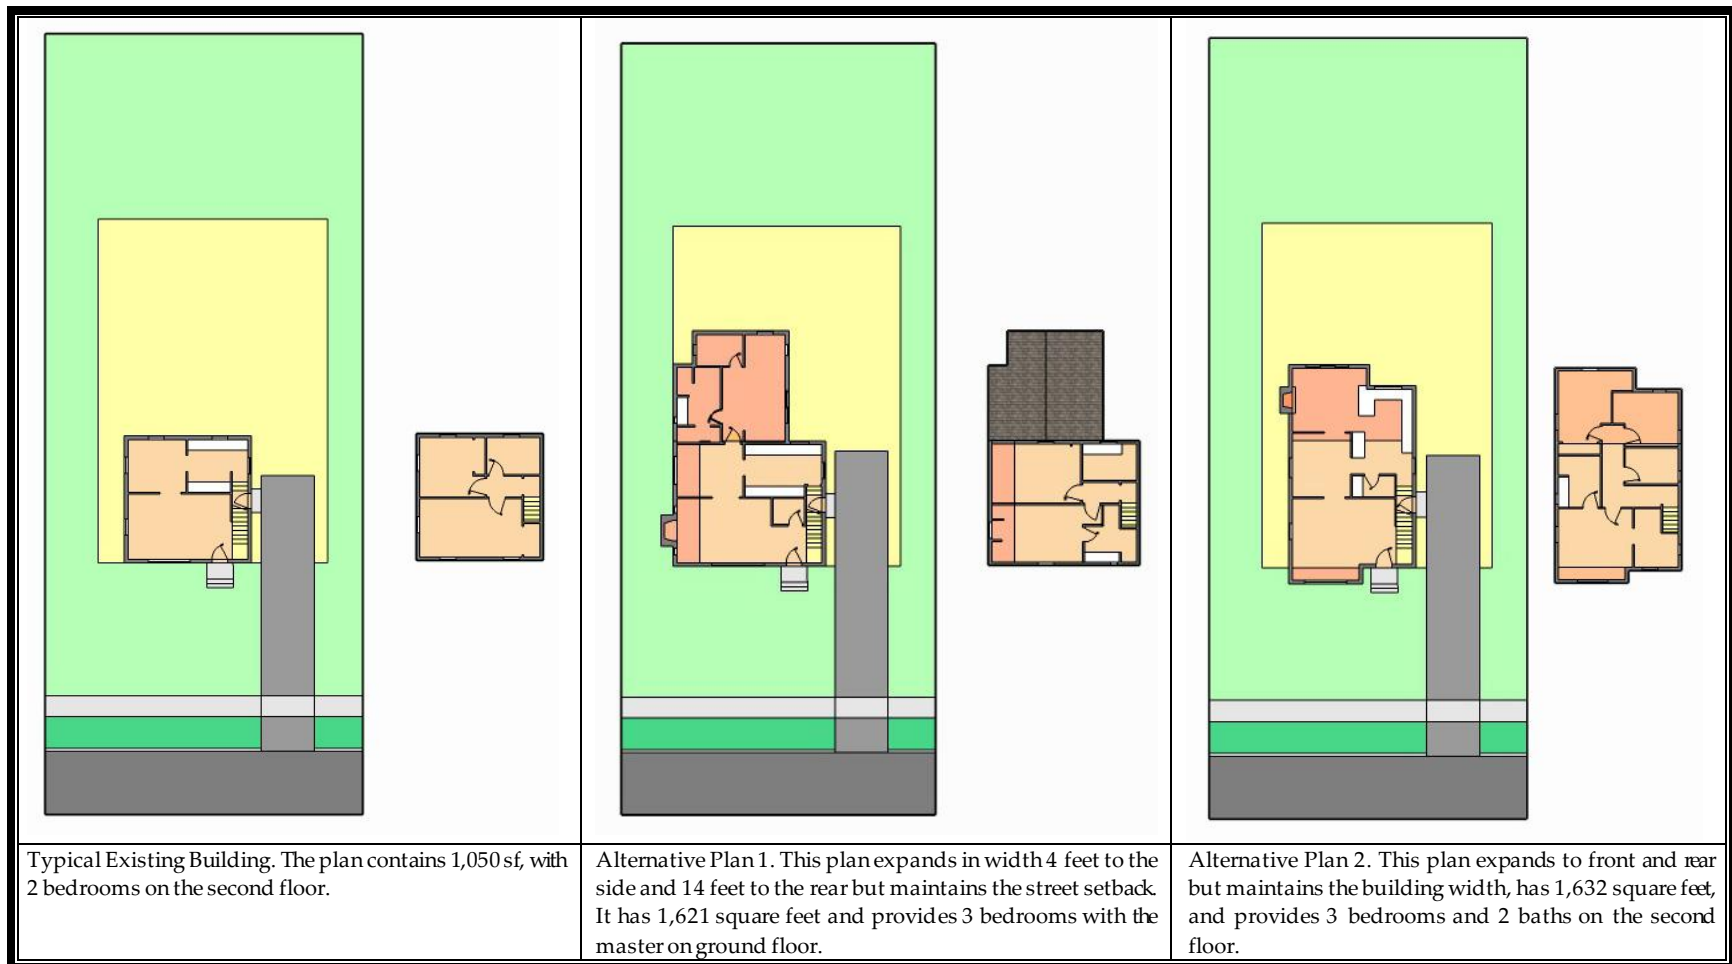 Typical Existing Building. The plan contains 1,050 sf, with
2 bedrooms on the second floor.
Alternative Plan 1. This plan expands in width 4 feet to the
side and 14 feet to the rear but maintains the street setback.
It has 1,621 square feet and provides 3 bedrooms with the
master on ground floor.
Alternative Plan 2. This plan expands to front and rear
but maintains the building width, has 1,632 square feet,
and provides 3 bedrooms and 2 baths on the second
floor.